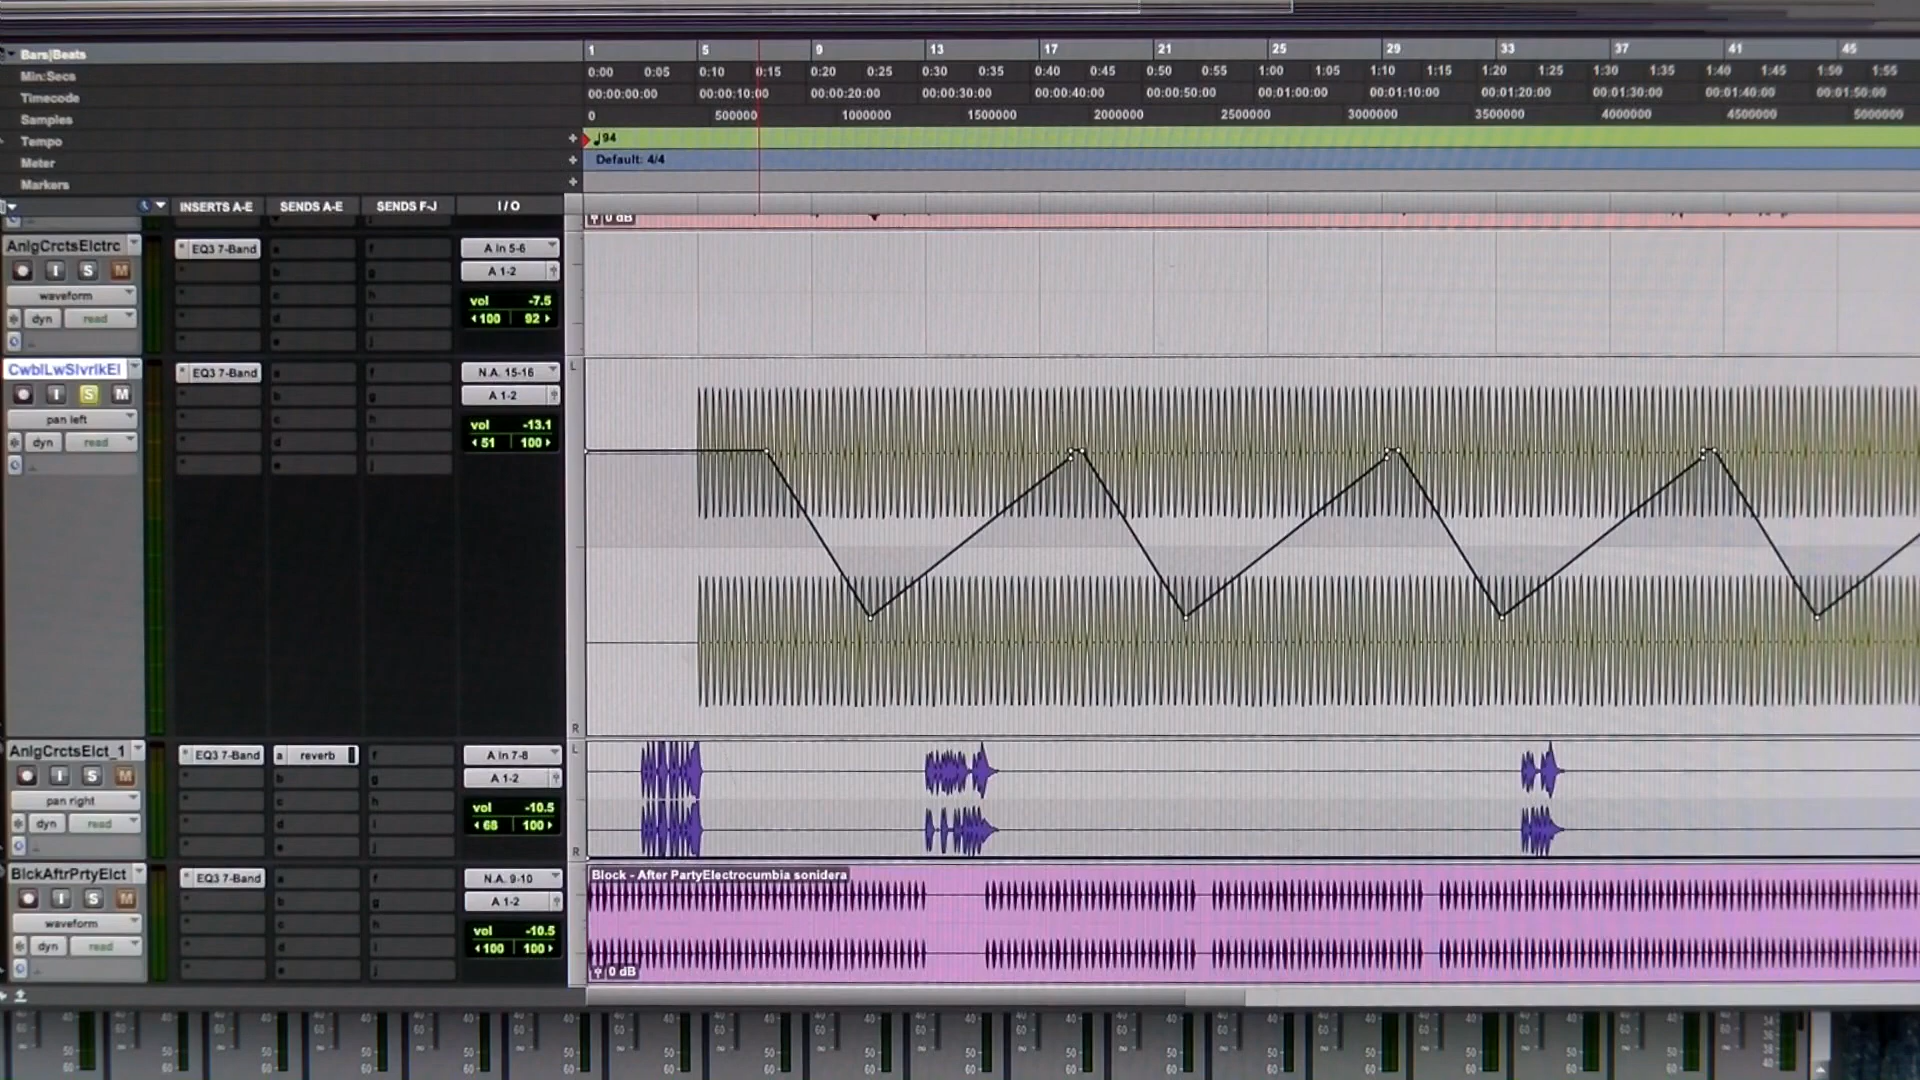 Bars|Beats 1 5 9 13 17 21 25 29 33 37 41 45
Min:Secs 0:00 0:05 0:10 0:15 0:20 0:25 0:30 0:35 0:40 0:45 0:50 0:55 1:00 1:05 1:10 1:15 1:20 1:25 1:30 1:35 1:40 1:45 1:50 1:55
Timecode 00:00:00:00 00:00:10:00 00:00:20:00 00:00:30:00 00:00:40:00 00:00:50:00 00:01:00:00 00:01:10:00 00:01:20:00 00:01:30:00 00:01:40:00 00:01:50:00
Samples 0 500000 1000000 1500000 2000000 2500000 3000000 3500000 4000000 4500000 5000000
Tempo + ♩94
Meter + Default: 4/4
Markers +
INSERTS A-E SENDS A-E SENDS F-J I / O
0 dB
AnlgCrctsElctrc EQ3 7-Band a f A In 5-6
I S M b g A 1-2
waveform c h vol -7.5
dyn read d i 100 92
e j
CwblLwSlvrlkEl EQ3 7-Band a f N.A. 15-16 L
I S M b g A 1-2
pan left c h vol -13.1
dyn read d i 51 100
e j
R
AnlgCrctsElct_1 EQ3 7-Band a reverb f A In 7-8 L
I S M b g A 1-2
pan right c h vol -10.5
dyn read d i 68 100
e j R
BlckAftrPrtyElct EQ3 7-Band a f N.A. 9-10 Block - After PartyElectrocumbia sonidera
I S M b g A 1-2
waveform c h vol -10.5
dyn read d i 100 100
e j 0 dB